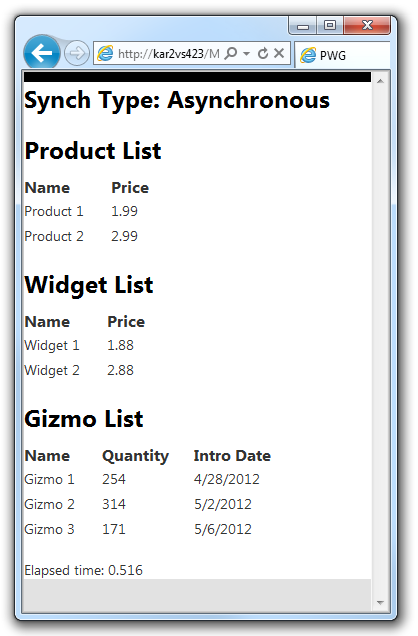 http://kar2vs423/M
PWG
Synch Type: Asynchronous
Product List
Name Price
Product 1 1.99
Product 2 2.99
Widget List
Name Price
Widget 1 1.88
Widget 2 2.88
Gizmo List
Name Quantity Intro Date
Gizmo 1 254 4/28/2012
Gizmo 2 314 5/2/2012
Gizmo 3 171 5/6/2012
Elapsed time: 0.516